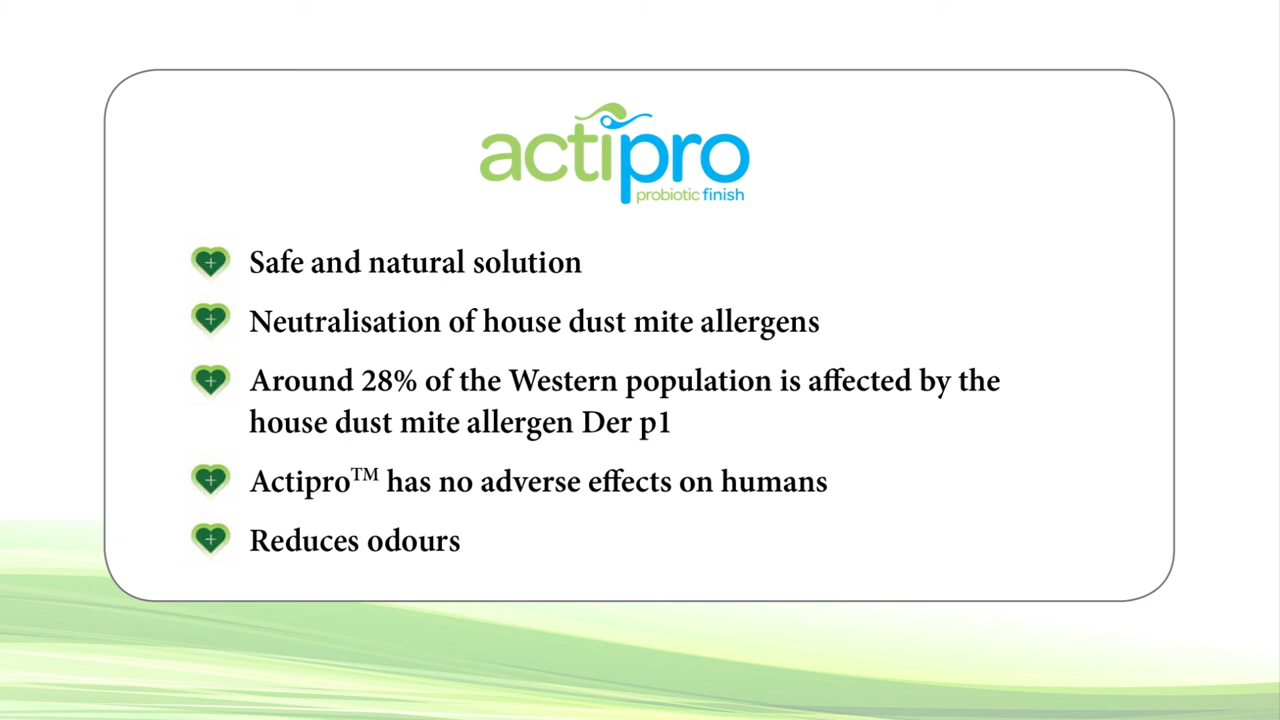 actipro
probiotic finish
Safe and natural solution
Neutralisation of house dust mite allergens
Around 28% of the Western population is affected by the
house dust mite allergen Der p1
Actipro™ has no adverse effects on humans
Reduces odours